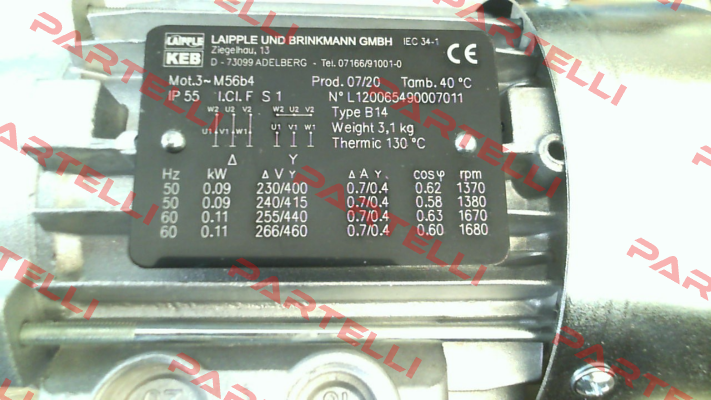 LAIPPLE
KEB
LAIPPLE UND BRINKMANN GMBH IEC 34-1
Ziegelhau, 13
D - 73099 ADELBERG - Tel. 07166/91001-0
CE
Mot.3~ M56b4 Prod. 07/20 Tamb. 40 °C
IP 55 I.Cl. F S 1 N° L120065490007011
W2 U2 V2 W2 U2 V2 Type B14
U1 V1 W1 U1 V1 W1 Weight 3,1 kg
Thermic 130 °C
Δ Y
Hz kW Δ V Y Δ A Y cosφ rpm
50 0.09 230/400 0.7/0.4 0.62 1370
50 0.09 240/415 0.7/0.4 0.58 1380
60 0.11 255/440 0.7/0.4 0.63 1670
60 0.11 266/460 0.7/0.4 0.60 1680
PARTELLI
PARTELLI
PARTELLI
PARTELLI
PARTELLI